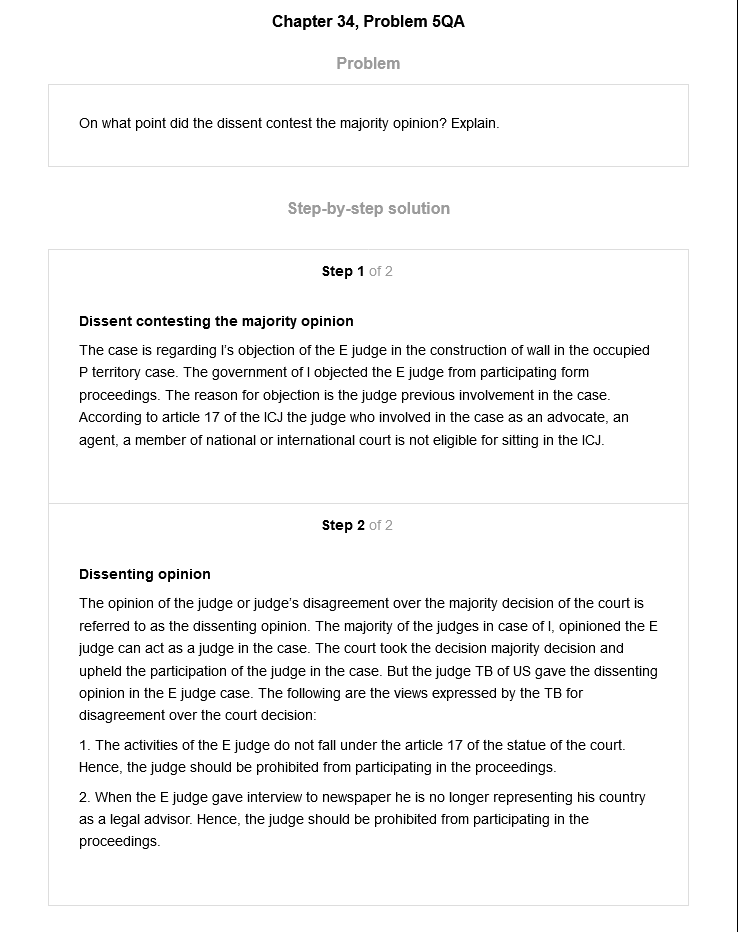 Chapter 34, Problem 5QA
Problem
On what point did the dissent contest the majority opinion? Explain.
Step-by-step solution
Step 1 of 2
Dissent contesting the majority opinion
The case is regarding I's objection of the E judge in the construction of wall in the occupied
P territory case. The government of I objected the E judge from participating form
proceedings. The reason for objection is the judge previous involvement in the case.
According to article 17 of the ICJ the judge who involved in the case as an advocate, an
agent, a member of national or international court is not eligible for sitting in the ICJ.
Step 2 of 2
Dissenting opinion
The opinion of the judge or judge's disagreement over the majority decision of the court is
referred to as the dissenting opinion. The majority of the judges in case of I, opinioned the E
judge can act as a judge in the case. The court took the decision majority decision and
upheld the participation of the judge in the case. But the judge TB of US gave the dissenting
opinion in the E judge case. The following are the views expressed by the TB for
disagreement over the court decision:
1. The activities of the E judge do not fall under the article 17 of the statue of the court.
Hence, the judge should be prohibited from participating in the proceedings.
2. When the E judge gave interview to newspaper he is no longer representing his country
as a legal advisor. Hence, the judge should be prohibited from participating in the
proceedings.